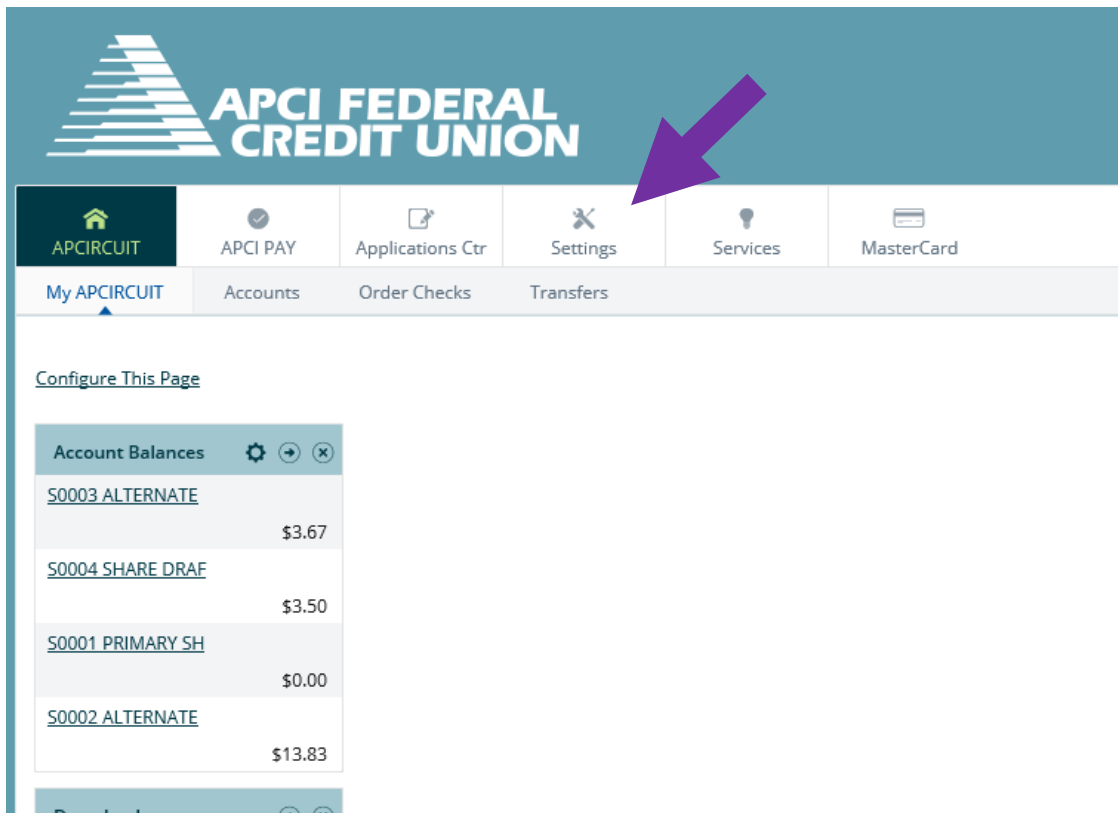 APCI FEDERAL
CREDIT UNION
APCIRCUIT APCI PAY Applications Ctr Settings Services MasterCard
My APCIRCUIT Accounts Order Checks Transfers
Configure This Page
Account Balances
S0003 ALTERNATE
$3.67
S0004 SHARE DRAF
$3.50
S0001 PRIMARY SH
$0.00
S0002 ALTERNATE
$13.83